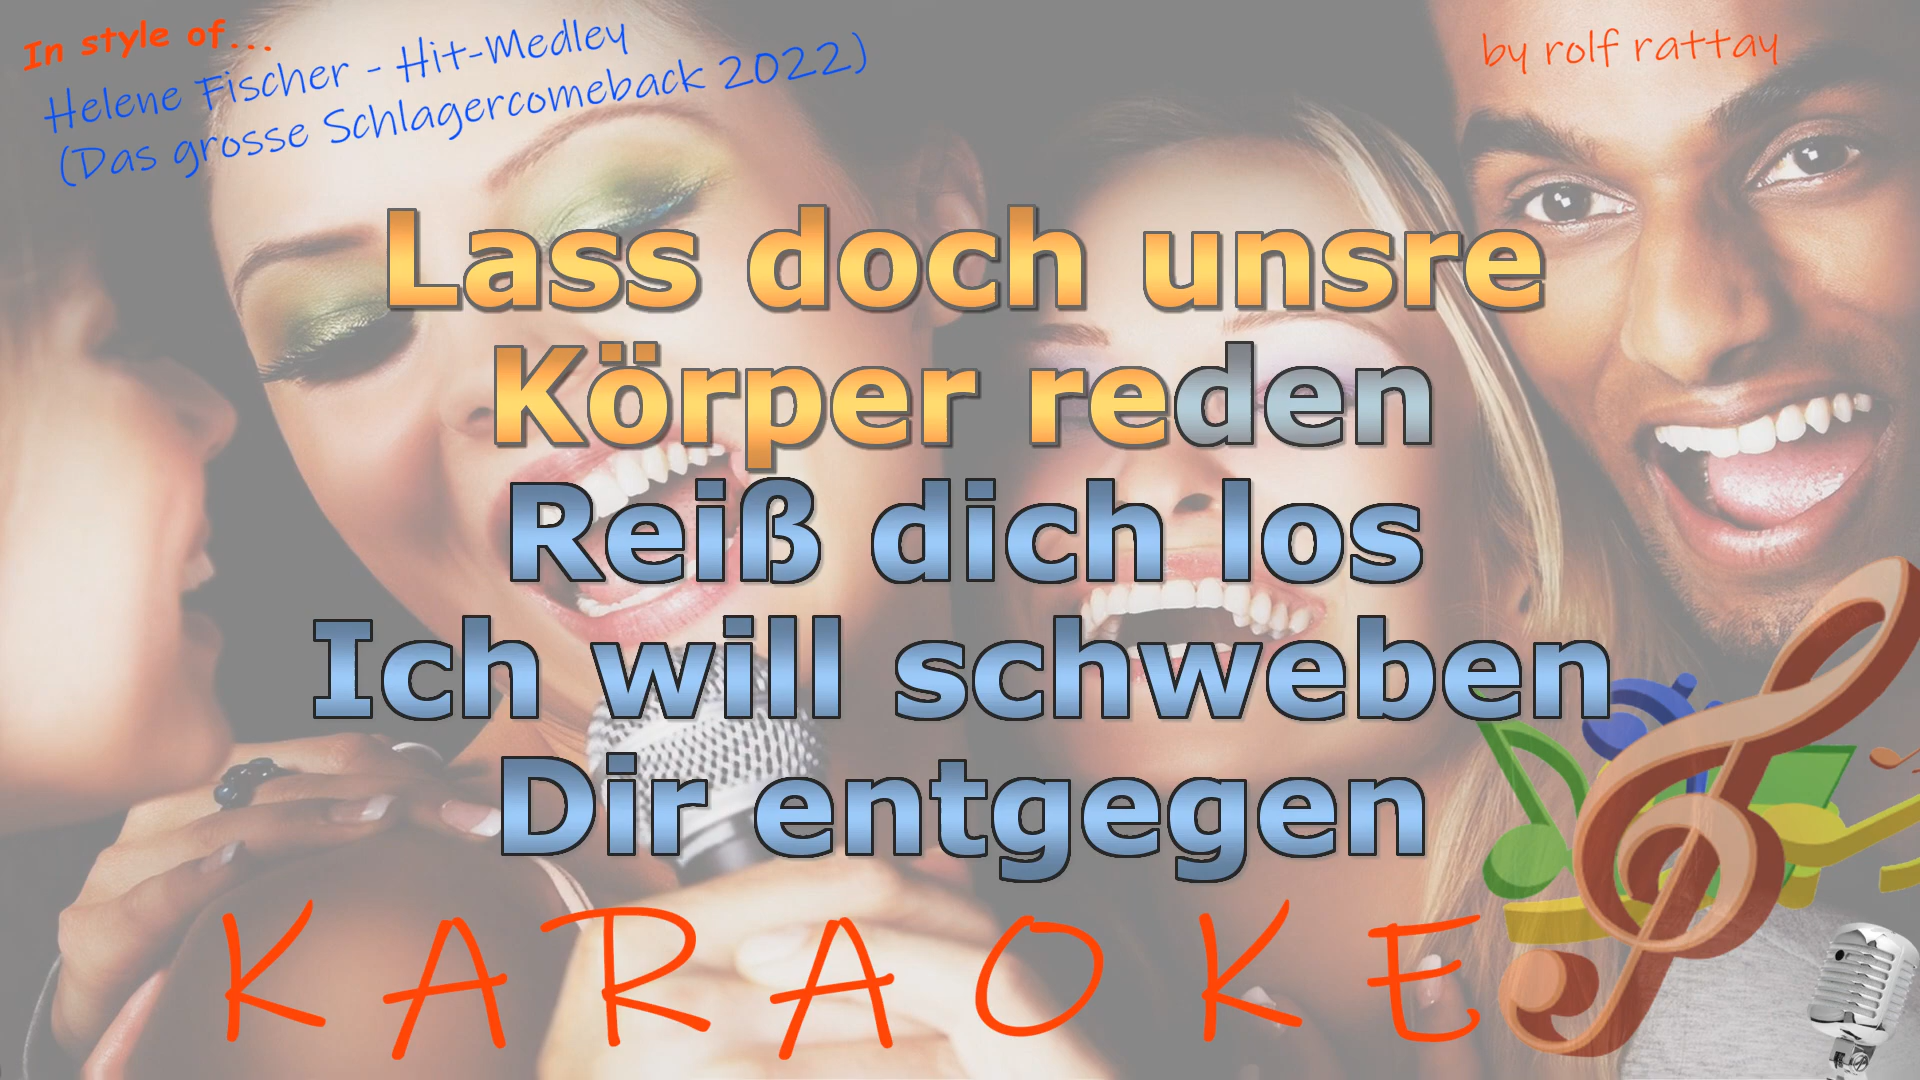 In style of...
Helene Fischer - Hit-Medley
(Das grosse Schlagercomeback 2022)
by rolf rattay
Lass doch unsre
Körper reden
Reiß dich los
Ich will schweben
Dir entgegen
KARAOKE